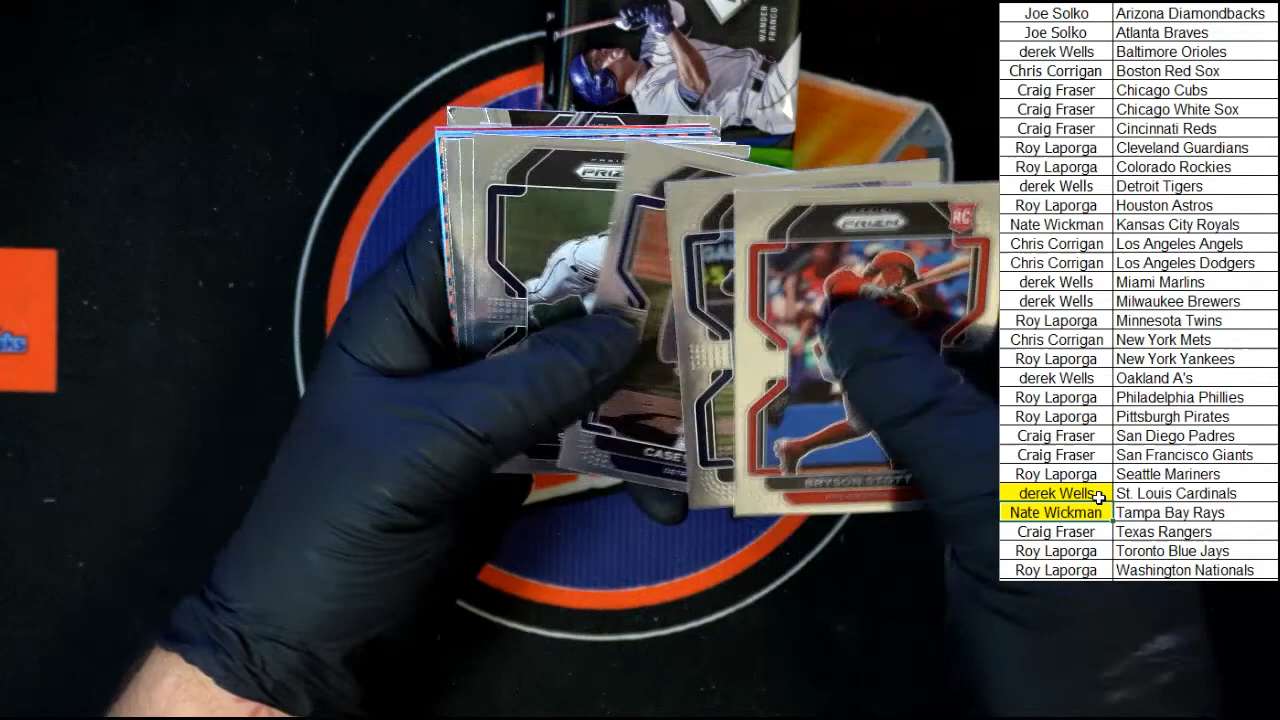 Joe Solko Arizona Diamondbacks
Joe Solko Atlanta Braves
derek Wells Baltimore Orioles
Chris Corrigan Boston Red Sox
Craig Fraser Chicago Cubs
Craig Fraser Chicago White Sox
Craig Fraser Cincinnati Reds
Roy Laporga Cleveland Guardians
Roy Laporga Colorado Rockies
derek Wells Detroit Tigers
Roy Laporga Houston Astros
Nate Wickman Kansas City Royals
Chris Corrigan Los Angeles Angels
Chris Corrigan Los Angeles Dodgers
derek Wells Miami Marlins
derek Wells Milwaukee Brewers
Roy Laporga Minnesota Twins
Chris Corrigan New York Mets
Roy Laporga New York Yankees
derek Wells Oakland A's
Roy Laporga Philadelphia Phillies
Roy Laporga Pittsburgh Pirates
Craig Fraser San Diego Padres
Craig Fraser San Francisco Giants
Roy Laporga Seattle Mariners
derek Wells St. Louis Cardinals
Nate Wickman Tampa Bay Rays
Craig Fraser Texas Rangers
Roy Laporga Toronto Blue Jays
Roy Laporga Washington Nationals
WANDER
FRANCO
PRIZM
RC
BRYSON STOTT
CASEY